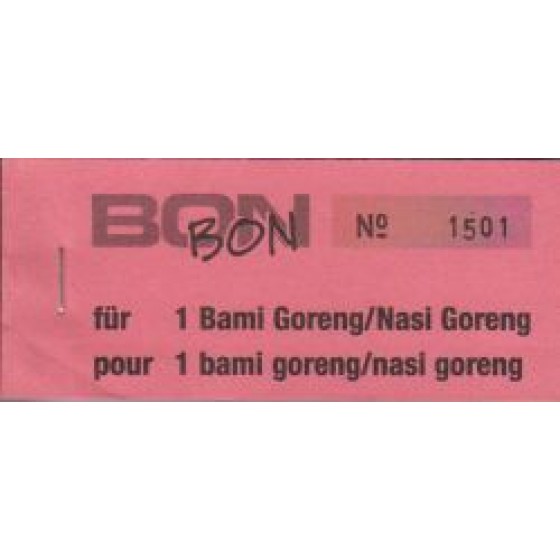 BON
BON
Nº 1501
für 1 Bami Goreng/Nasi Goreng
pour 1 bami goreng/nasi goreng